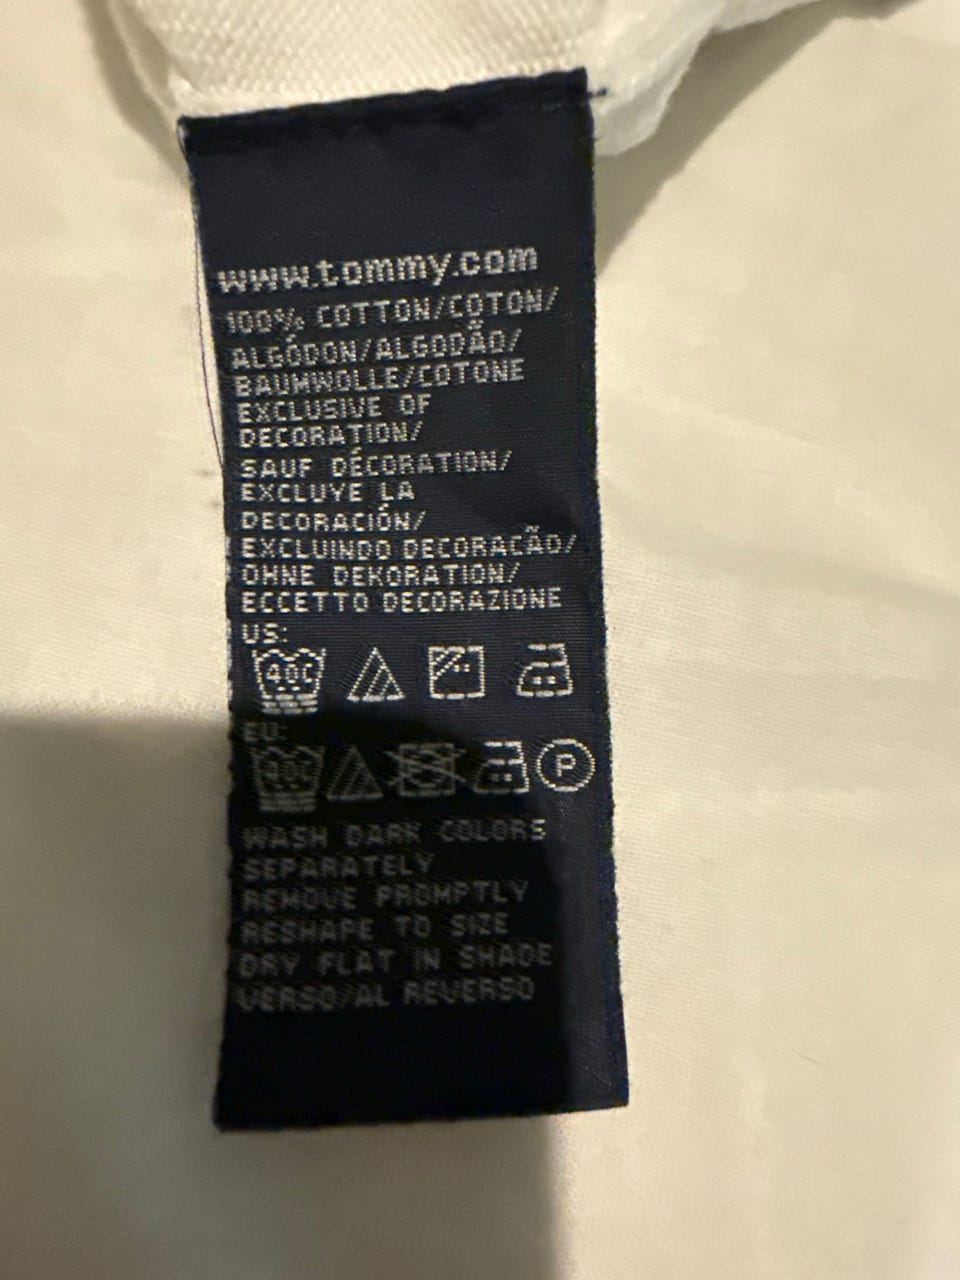 www.tommy.com
100% COTTON/COTON/
ALGÓDON/ALGODÃO/
BAUMWOLLE/COTONE
EXCLUSIVE OF
DECORATION/
SAUF DÉCORATION/
EXCLUYE LA
DECORACIÓN/
EXCLUINDO DECORACÃO/
OHNE DEKORATION/
ECCETTO DECORAZIONE
US:
40C
EU:
40C P
WASH DARK COLORS
SEPARATELY
REMOVE PROMPTLY
RESHAPE TO SIZE
DRY FLAT IN SHADE
VERSO/AL REVERSO